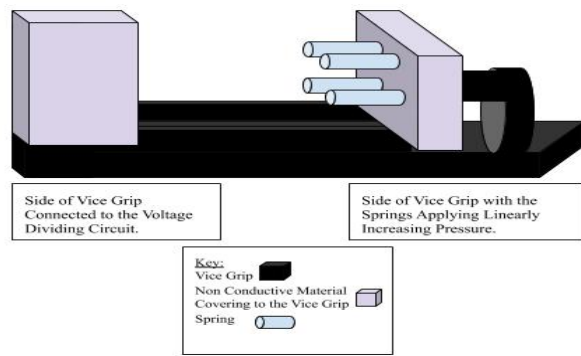 Side of Vice Grip
Connected to the Voltage
Dividing Circuit.
Side of Vice Grip with the
Springs Applying Linearly
Increasing Pressure.
Key:
Vice Grip
Non Conductive Material
Covering to the Vice Grip
Spring